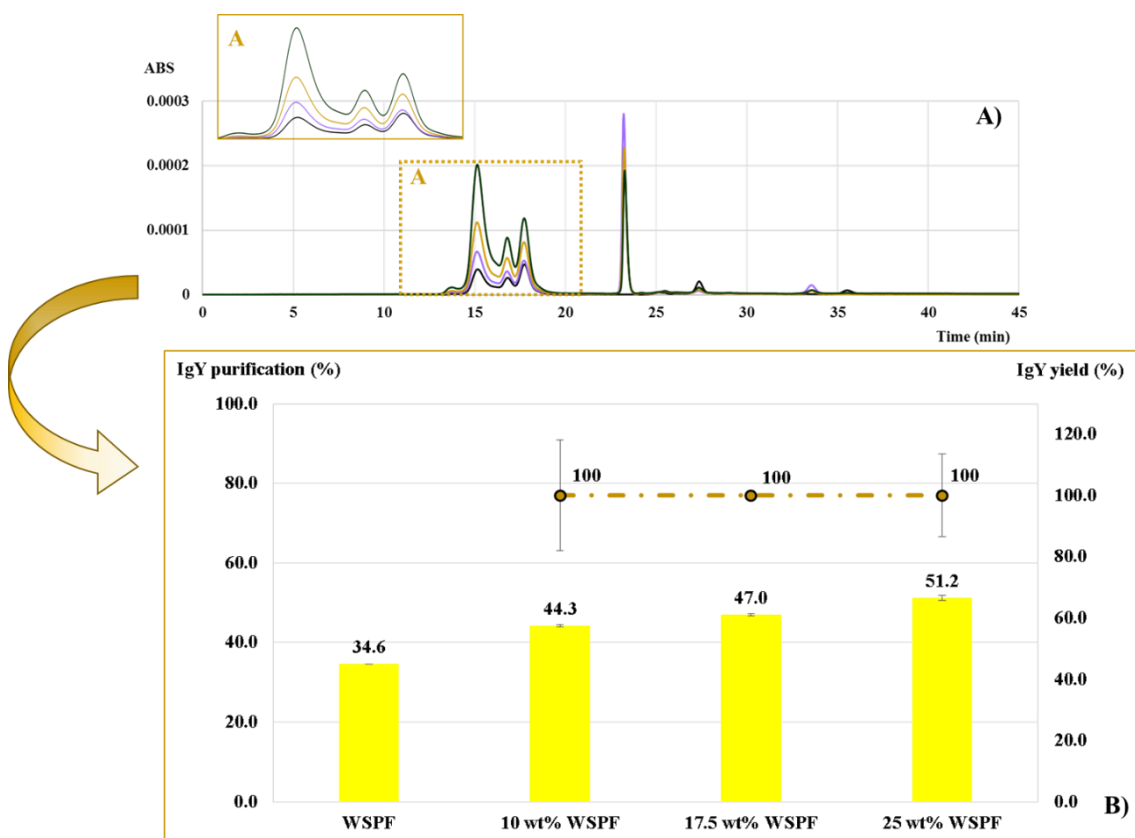 A
ABS
0.0003
A)
0.0002
A
0.0001
0
0 5 10 15 20 25 30 35 40 45
Time (min)
IgY purification (%) IgY yield (%)
100.0
120.0
100 100 100
80.0 100.0
80.0
60.0
51.2
47.0
44.3 60.0
40.0
34.6
40.0
20.0
20.0
0.0 0.0
B)
WSPF 10 wt% WSPF 17.5 wt% WSPF 25 wt% WSPF